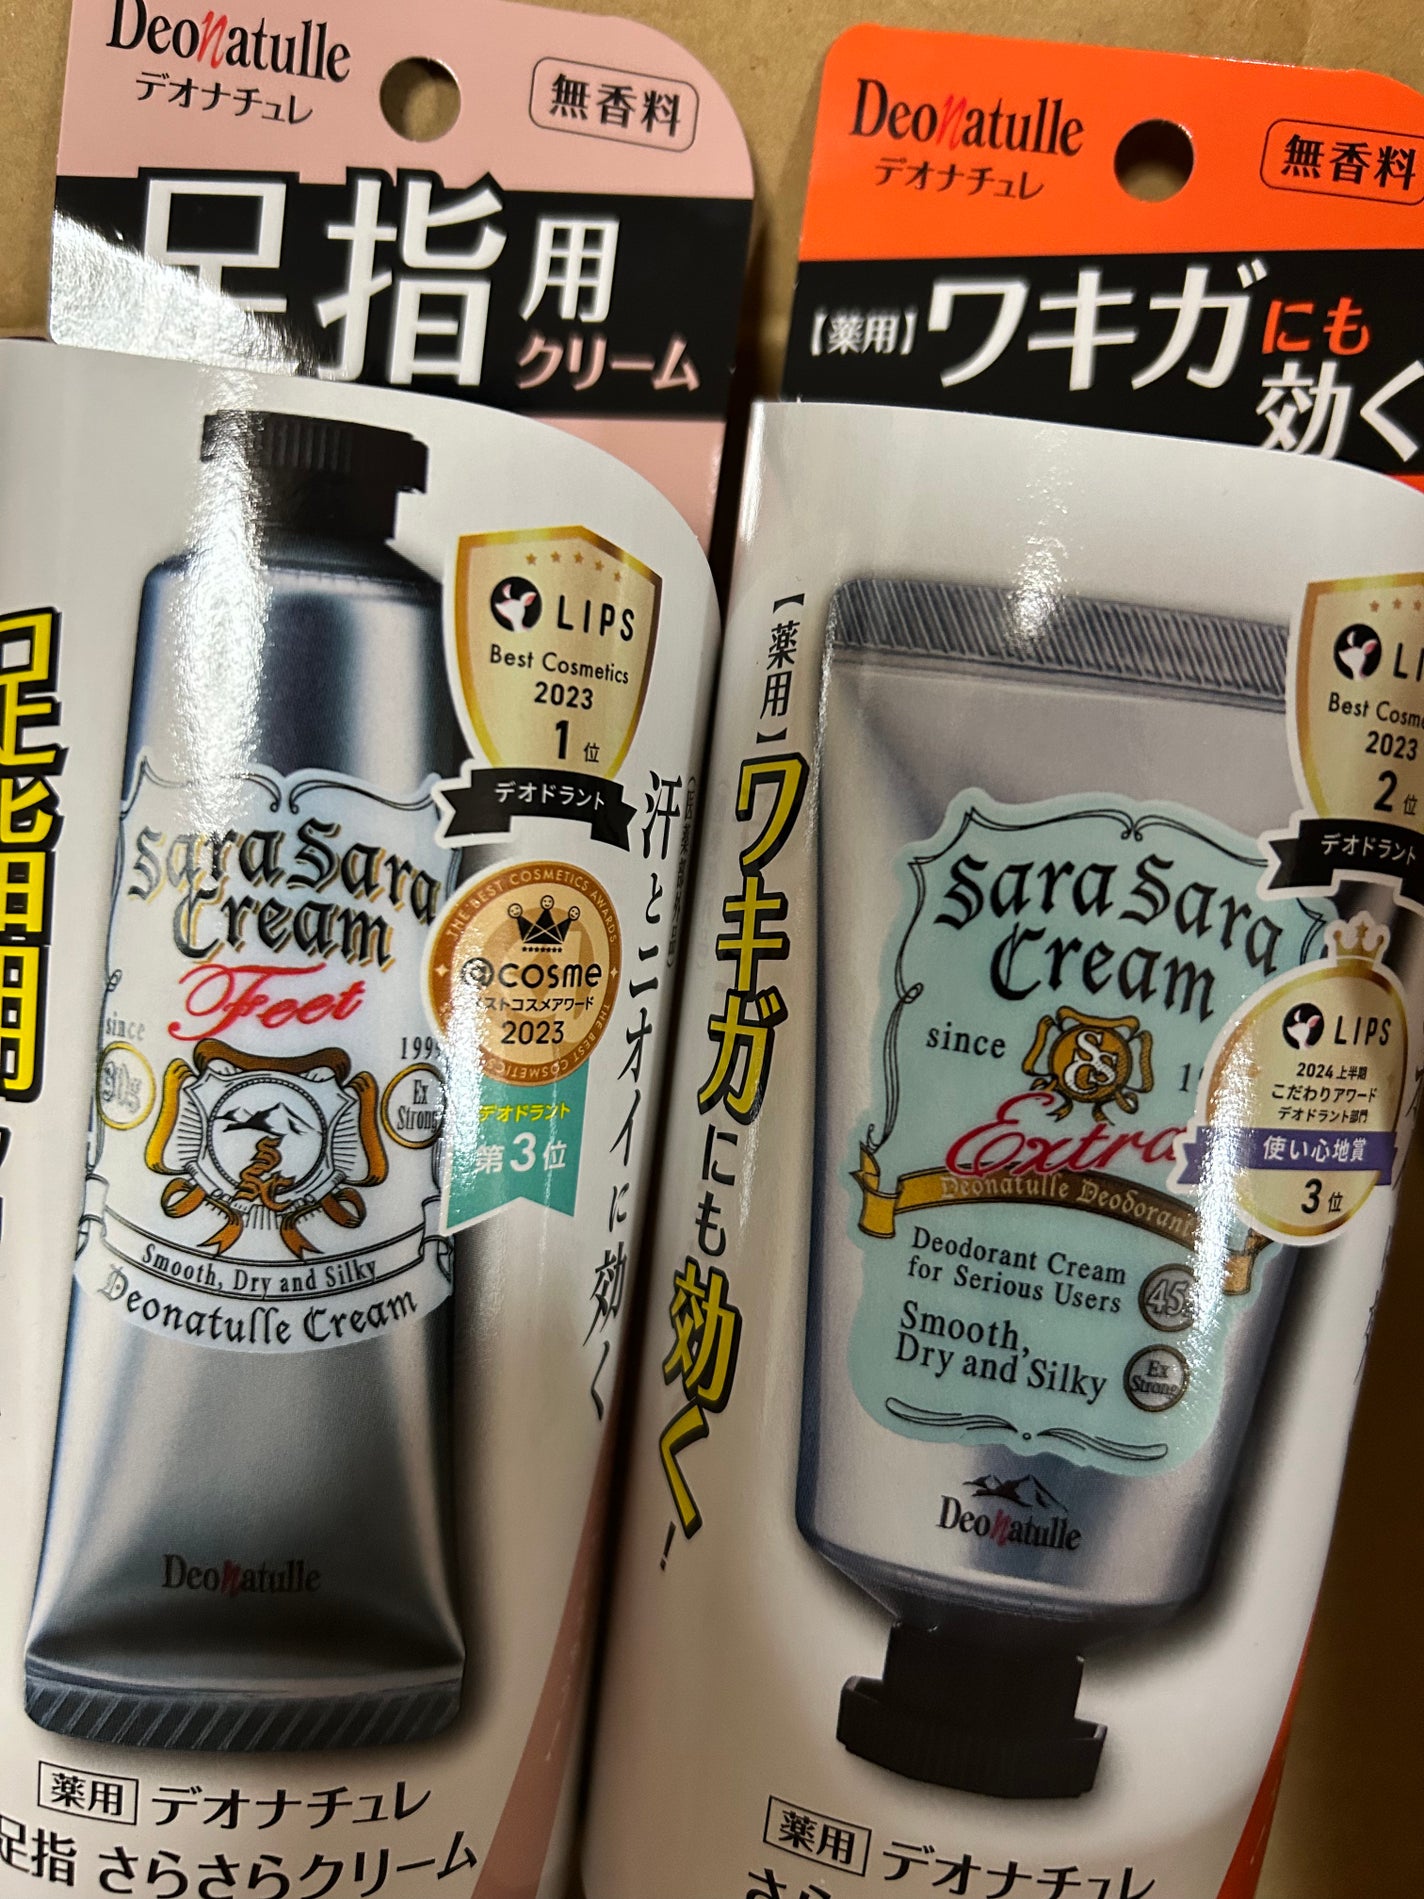 Deonatulle
デオナチュレ
無香料
足指用
クリーム
LIPS
Best Cosmetics
2023
1位
デオドラント
THE BEST COSMETICS AWARDS
@cosme
ベストコスメアワード
2023
デオドラント
第3位
汗とニオイに効く
sara sara
Cream
Feet
since
1999
30g
Ex
Strong
Smooth, Dry and Silky
Deonatulle Cream
Deonatulle
薬用 デオナチュレ
足指 さらさらクリーム
Deonatulle
デオナチュレ
無香料
【薬用】ワキガにも
効く
【薬用】ワキガにも効く!
LIPS
Best Cosme
2023
2位
デオドラント
sara sara
Cream
since
Extra
Deonatulle Deodorant
Deodorant Cream
for Serious Users
45g
Smooth,
Dry and Silky
Ex
Strong
Deonatulle
LIPS
2024 上半期
こだわりアワード
デオドラント部門
使い心地賞
3位
薬用 デオナチュレ